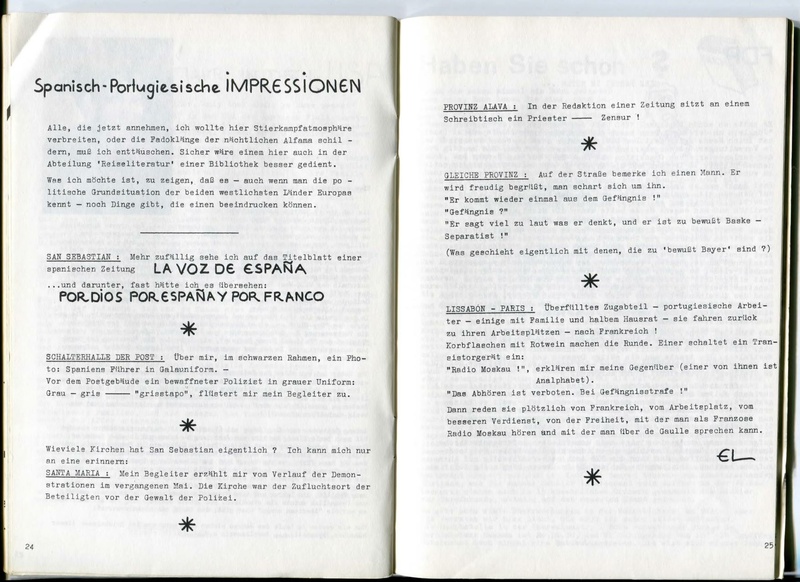 Spanisch-Portugiesische IMPRESSIONEN
Alle, die jetzt annehmen, ich wollte hier Stierkampfatmosphäre
verbreiten, oder die Fadoklänge der nächtlichen Alfama schil -
dern, muß ich enttäuschen. Sicher wäre einem hier auch in der
Abteilung 'Reiseliteratur' einer Bibliothek besser gedient.
Was ich möchte ist, zu zeigen, daß es - auch wenn man die po -
litische Grundsituation der beiden westlichsten Länder Europas
kennt - noch Dinge gibt, die einen beeindrucken können.
SAN SEBASTIAN : Mehr zufällig sehe ich auf das Titelblatt einer
spanischen Zeitung LA VOZ DE ESPAÑA
...und darunter, fast hätte ich es übersehen:
POR DIOS POR ESPAÑA Y POR FRANCO
*
SCHALTERHALLE DER POST : Über mir, im schwarzen Rahmen, ein Pho-
to: Spaniens Führer in Galauniform. -
Vor dem Postgebäude ein bewaffneter Polizist in grauer Uniform:
Grau - gris — "grisstapo", flüstert mir mein Begleiter zu.
*
Wieviele Kirchen hat San Sebastian eigentlich ? Ich kann mich nur
an eine erinnern:
SANTA MARIA : Mein Begleiter erzählt mir vom Verlauf der Demon-
strationen im vergangenen Mai. Die Kirche war der Zufluchtsort der
Beteiligten vor der Gewalt der Polizei.
*
24
Haben Sie schon
FDP
PROVINZ ALAVA : In der Redaktion einer Zeitung sitzt an einem
Schreibtisch ein Priester — Zensur !
*
GLEICHE PROVINZ : Auf der Straße bemerke ich einen Mann. Er
wird freudig begrüßt, man schart sich um ihn.
"Er kommt wieder einmal aus dem Gefängnis !"
"Gefängnis ?"
"Er sagt viel zu laut was er denkt, und er ist zu bewußt Baske -
Separatist !"
(Was geschieht eigentlich mit denen, die zu 'bewußt Bayer' sind ?)
*
LISSABON - PARIS : Überfülltes Zugabteil - portugiesische Arbei-
ter - einige mit Familie und halbem Hausrat - sie fahren zurück
zu ihren Arbeitsplätzen - nach Frankreich !
Korbflaschen mit Rotwein machen die Runde. Einer schaltet ein Tran-
sistorgerät ein:
"Radio Moskau !", erklären mir meine Gegenüber (einer von ihnen ist
Analphabet).
"Das Abhören ist verboten. Bei Gefängnisstrafe !"
Dann reden sie plötzlich von Frankreich, vom Arbeitsplatz, vom
besseren Verdienst, von der Freiheit, mit der man als Franzose
Radio Moskau hören und mit der man über de Gaulle sprechen kann.
EL
*
25